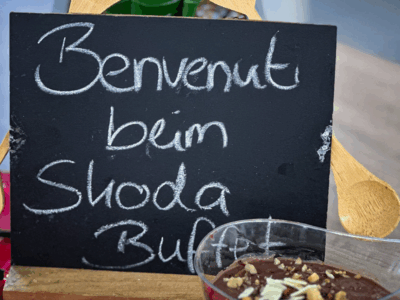 Benvenuti
beim
Skoda
Buffet